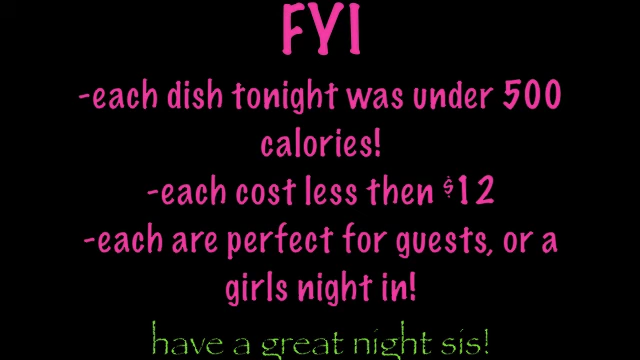 FYI
-each dish tonight was under 500
calories!
-each cost less then $12
-each are perfect for guests, or a
girls night in!
have a great night sis!